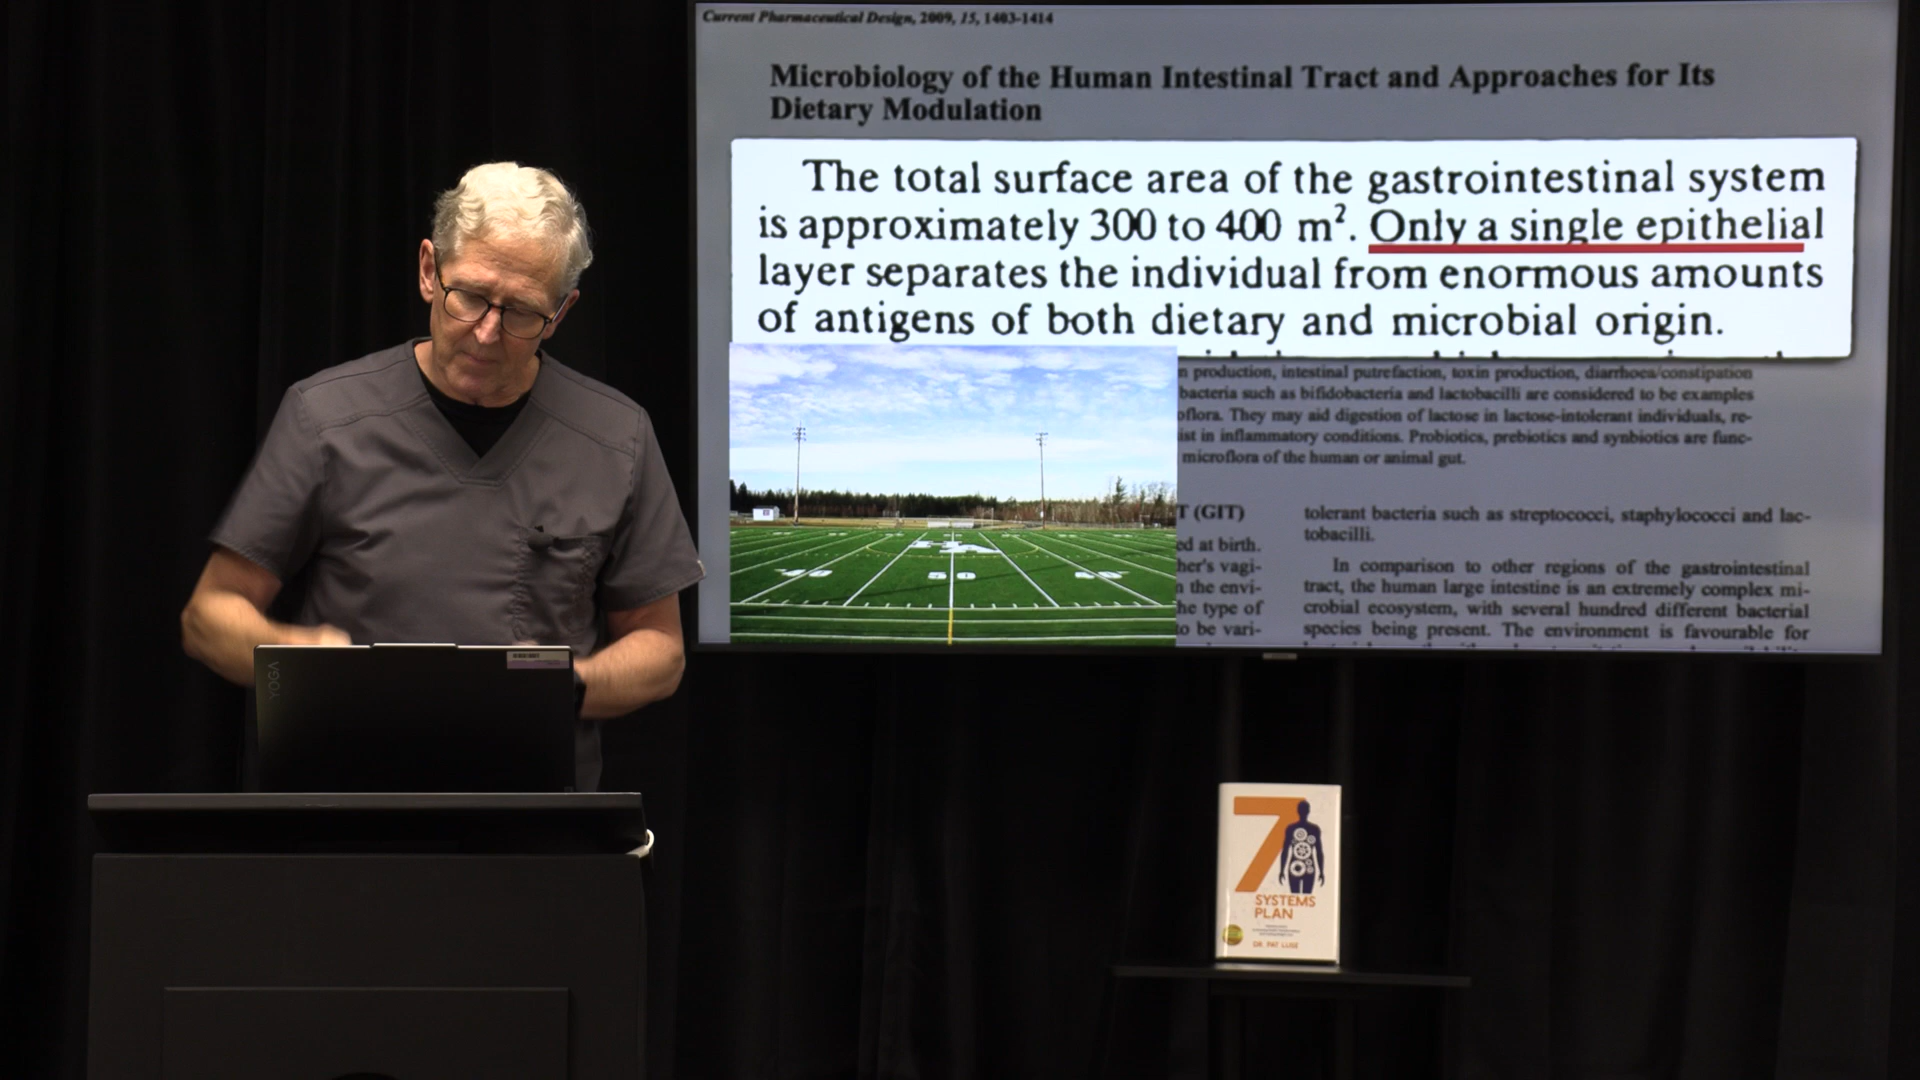 Current Pharmaceutical Design, 2009, 15, 1403-1414
Microbiology of the Human Intestinal Tract and Approaches for Its
Dietary Modulation
The total surface area of the gastrointestinal system
is approximately 300 to 400 m². Only a single epithelial
layer separates the individual from enormous amounts
of antigens of both dietary and microbial origin.
n production, intestinal putrefaction, toxin production, diarrhoea/constipation
bacteria such as bifidobacteria and lactobacilli are considered to be examples
oflora. They may aid digestion of lactose in lactose-intolerant individuals, re-
ist in inflammatory conditions. Probiotics, prebiotics and synbiotics are func-
microflora of the human or animal gut.
T (GIT)
ed at birth.
her's vagi-
n the envi-
he type of
to be vari-
tolerant bacteria such as streptococci, staphylococci and lac-
tobacilli.
In comparison to other regions of the gastrointestinal
tract, the human large intestine is an extremely complex mi-
crobial ecosystem, with several hundred different bacterial
species being present. The environment is favourable for
40 50 40
YOGA
7
SYSTEMS
PLAN
DR. PAT LUSE